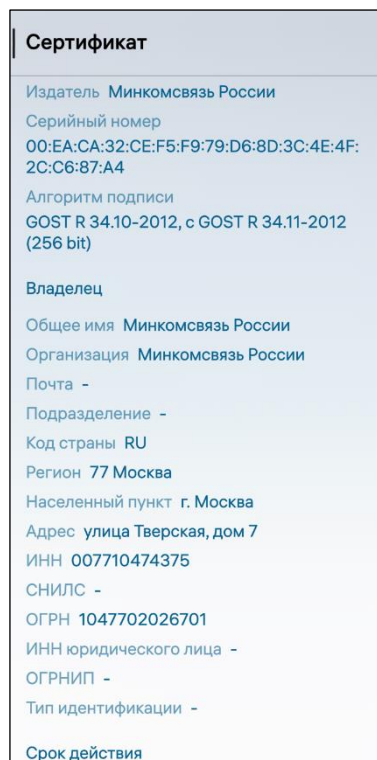 Сертификат
Издатель Минкомсвязь России
Серийный номер
00:EA:CA:32:CE:F5:F9:79:D6:8D:3C:4E:4F:
2C:C6:87:A4
Алгоритм подписи
GOST R 34.10-2012, с GOST R 34.11-2012
(256 bit)
Владелец
Общее имя Минкомсвязь России
Организация Минкомсвязь России
Почта -
Подразделение -
Код страны RU
Регион 77 Москва
Населенный пункт г. Москва
Адрес улица Тверская, дом 7
ИНН 007710474375
СНИЛС -
ОГРН 1047702026701
ИНН юридического лица -
ОГРНИП -
Тип идентификации -
Срок действия